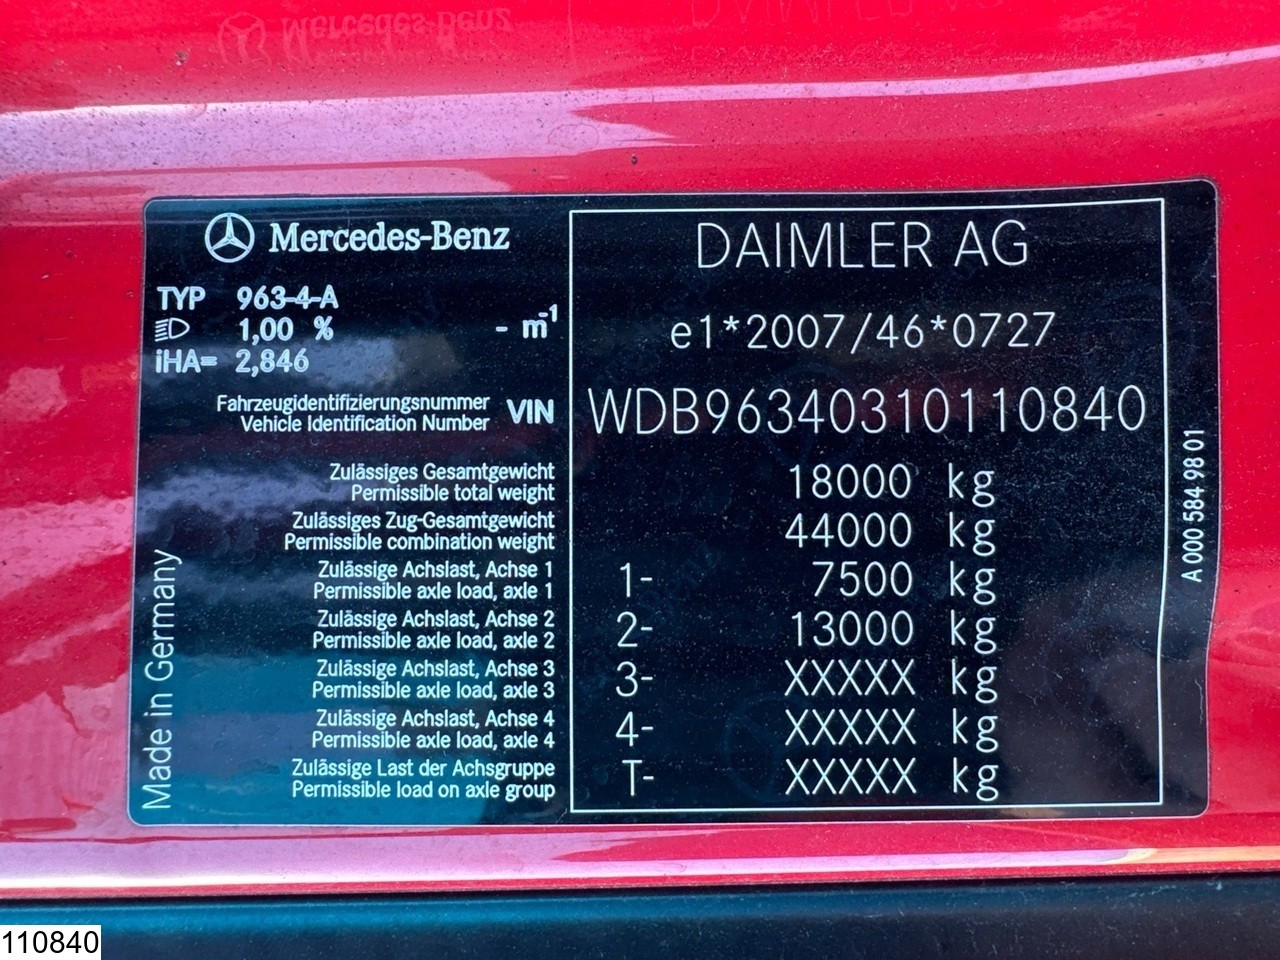 Mercedes-Benz
TYP 963-4-A
1,00 % - m-1
iHA= 2,846
Fahrzeugidentifizierungsnummer
Vehicle Identification Number
VIN
Zulässiges Gesamtgewicht
Permissible total weight
Zulässiges Zug-Gesamtgewicht
Permissible combination weight
Zulässige Achslast, Achse 1
Permissible axle load, axle 1
Zulässige Achslast, Achse 2
Permissible axle load, axle 2
Zulässige Achslast, Achse 3
Permissible axle load, axle 3
Zulässige Achslast, Achse 4
Permissible axle load, axle 4
Zulässige Last der Achsgruppe
Permissible load on axle group
Made in Germany
DAIMLER AG
e1*2007/46*0727
WDB96340310110840
18000 kg
44000 kg
1- 7500 kg
2- 13000 kg
3- XXXXX kg
4- XXXXX kg
T- XXXXX kg
A 000 584 98 01
110840